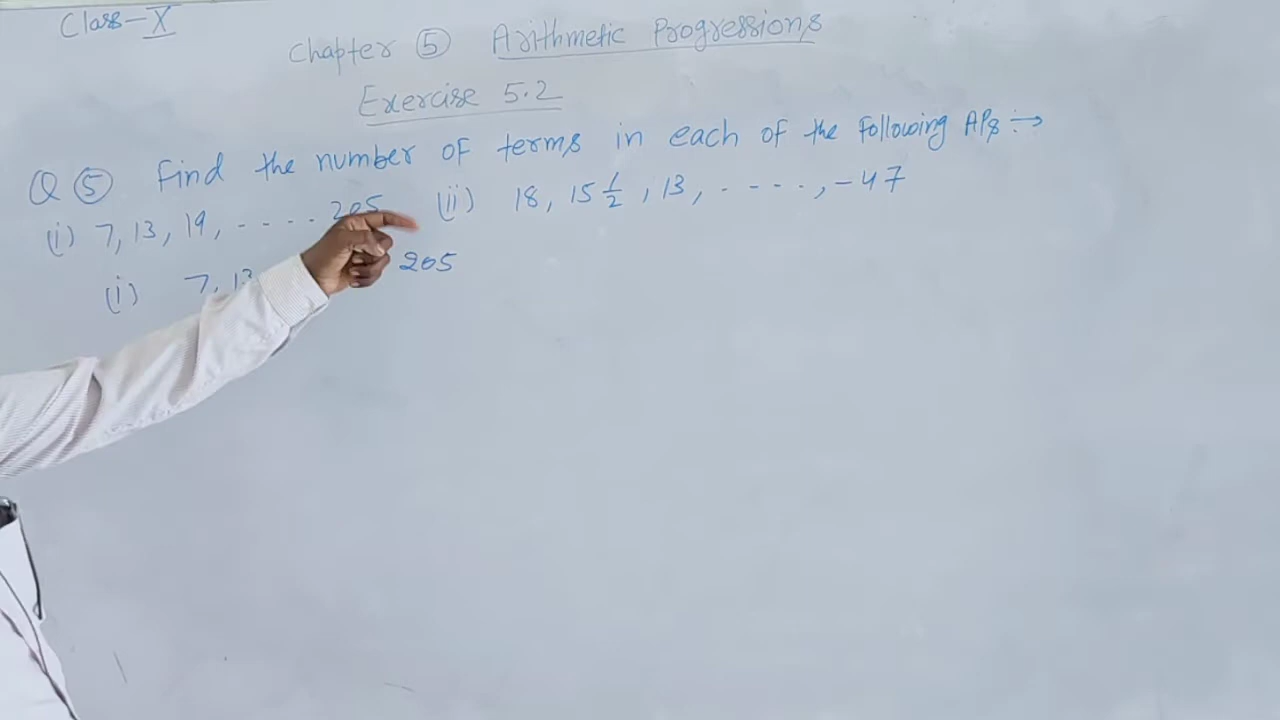 Class-X
Chapter ⑤ Arithmetic Progressions
Exercise 5.2
Q ⑤ Find the number of terms in each of the following APs :→
(i) 7, 13, 19, ---- 205 (ii) 18, 15 1/2, 13, ----, -47
(i) 7, 13 205